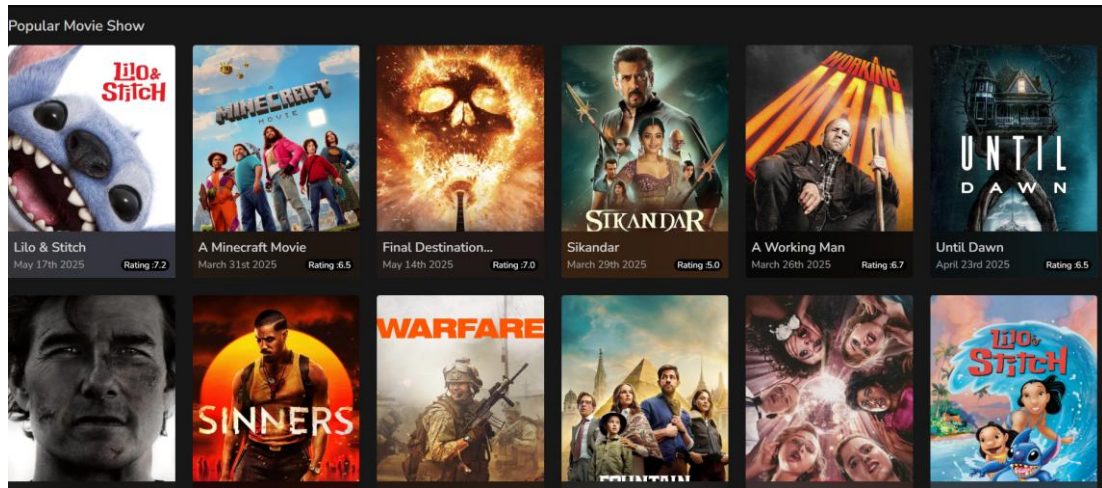 Popular Movie Show
Lilo &
Stitch
A
MINECRAFT
MOVIE
SIKANDAR
A
WORKING
MAN
UNTIL
DAWN
Lilo & Stitch
May 17th 2025 Rating :7.2
A Minecraft Movie
March 31st 2025 Rating :6.5
Final Destination...
May 14th 2025 Rating :7.0
Sikandar
March 29th 2025 Rating :5.0
A Working Man
March 26th 2025 Rating :6.7
Until Dawn
April 23rd 2025 Rating :6.5
SINNERS
WARFARE
FOUNTAIN
Lilo &
Stitch